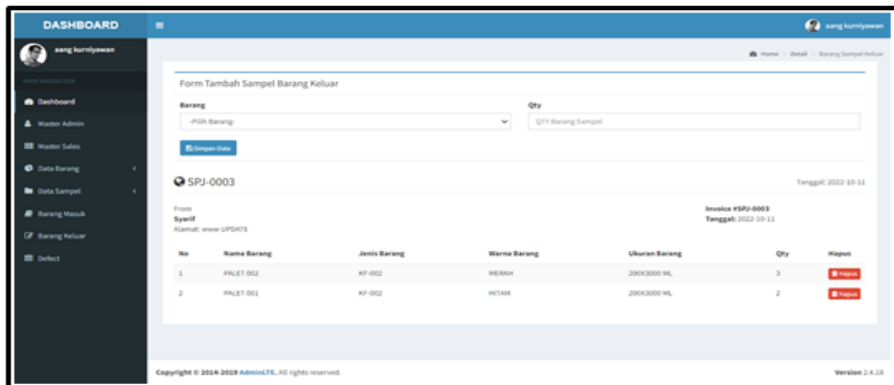 DASHBOARD
aang kurniyawan
aang kurniyawan
Home > Detail > Barang Sampel Keluar
MAIN NAVIGATION
Dashboard
Master Admin
Master Sales
Data Barang
Data Sampel
Barang Masuk
Barang Keluar
Defect
Form Tambah Sampel Barang Keluar
Barang Qty
-Pilih Barang- QTY Barang Sampel
Simpan Data
SPJ-0003 Tanggal: 2022-10-11
From Invoice #SPJ-0003
Syarif Tanggal: 2022-10-11
Alamat: www UPDATE
No Nama Barang Jenis Barang Warna Barang Ukuran Barang Qty Hapus
1 PALET 002 KF-002 MERAH 200X3000 ML 3 Hapus
2 PALET 001 KF-002 HITAM 200X3000 ML 2 Hapus
Copyright © 2014-2019 AdminLTE. All rights reserved. Version 2.4.18